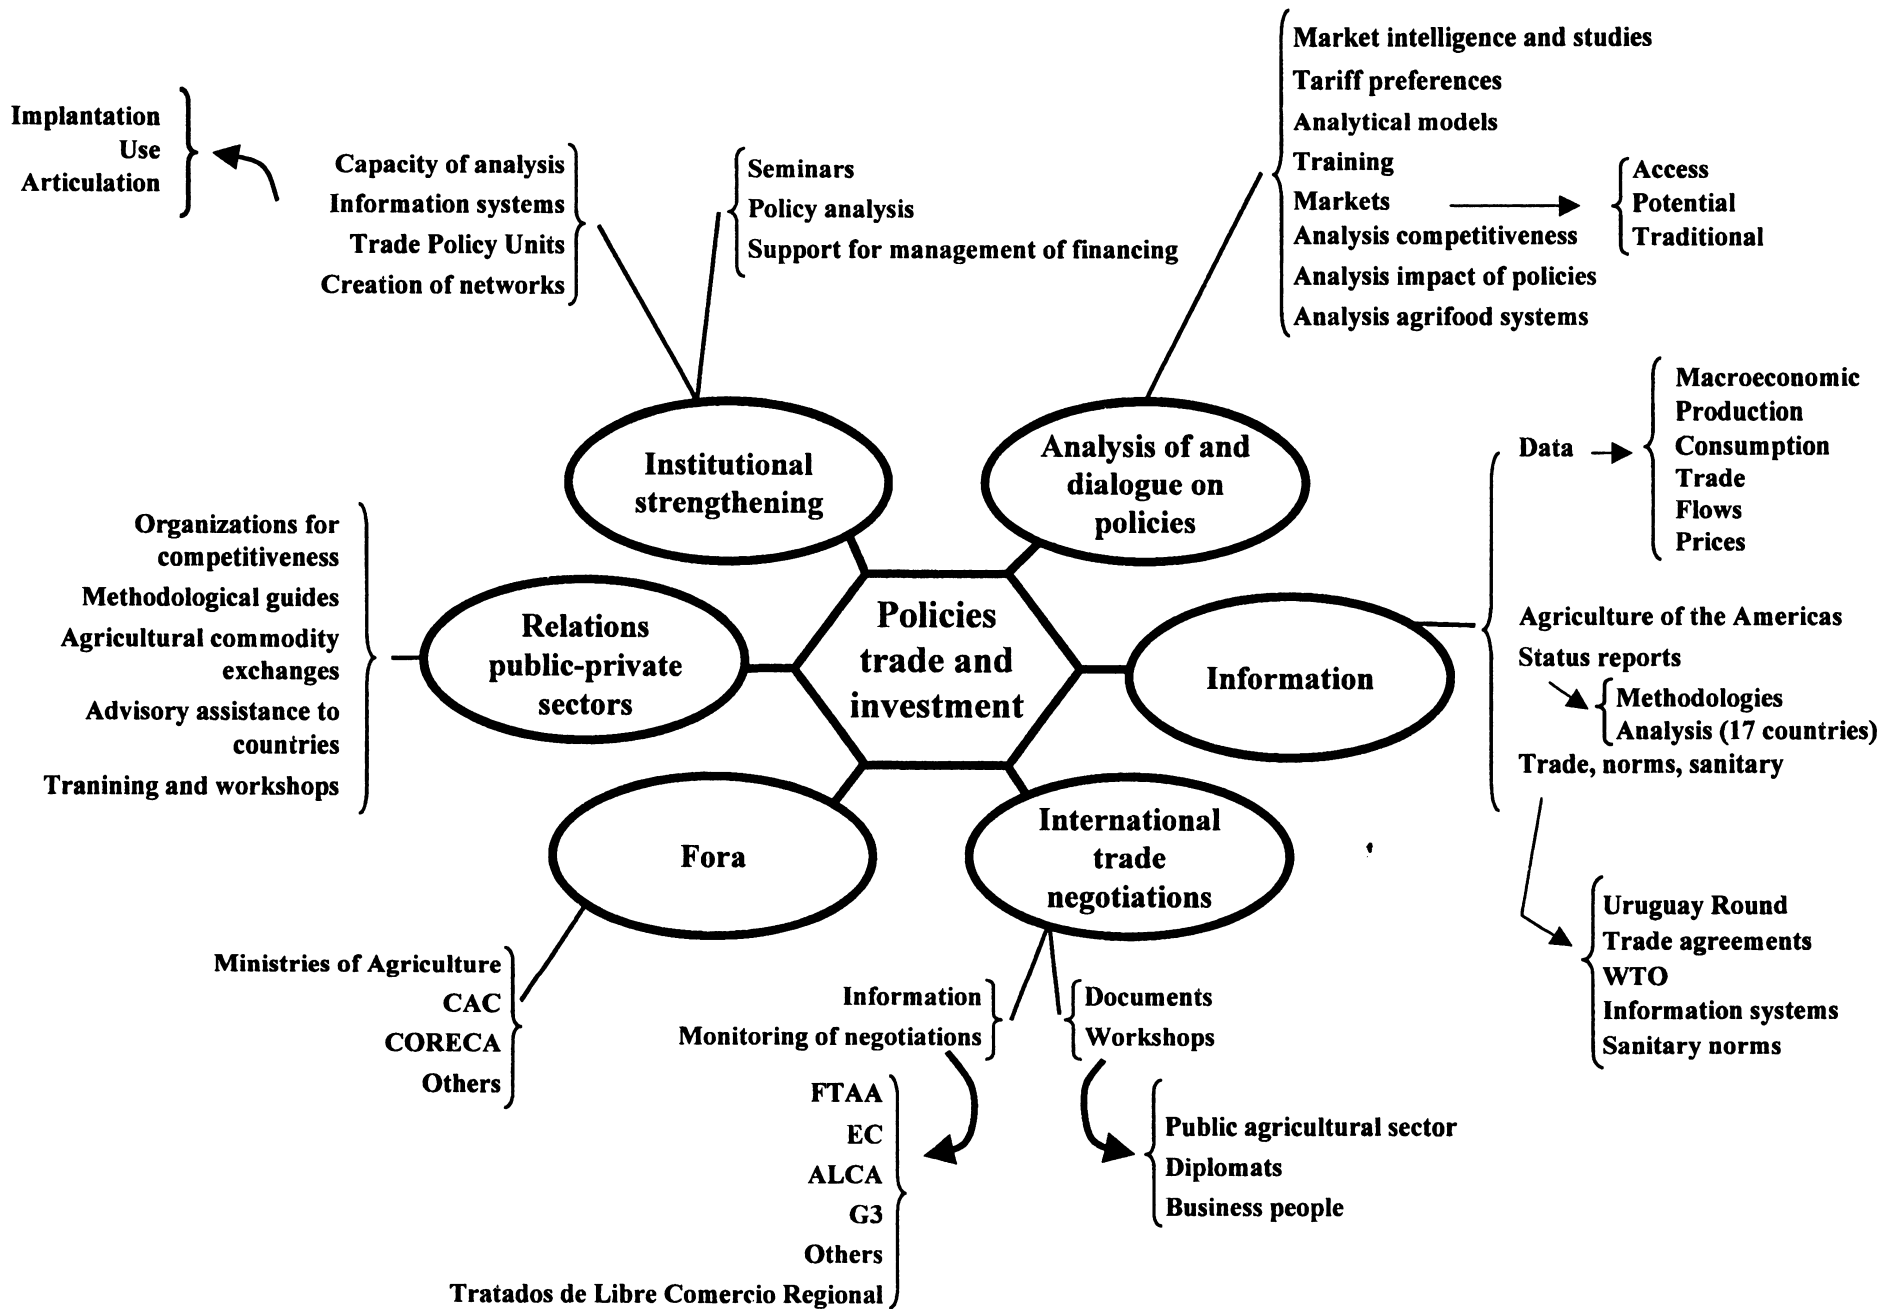 Market intelligence and studies
Tariff preferences
Analytical models
Training
Markets
Analysis competitiveness
Analysis impact of policies
Analysis agrifood systems
Access
Potential
Traditional
Implantation
Use
Articulation
Capacity of analysis
Information systems
Trade Policy Units
Creation of networks
Seminars
Policy analysis
Support for management of financing
Institutional
strengthening
Analysis of and
dialogue on
policies
Data
Macroeconomic
Production
Consumption
Trade
Flows
Prices
Agriculture of the Americas
Status reports
Methodologies
Analysis (17 countries)
Trade, norms, sanitary
Organizations for
competitiveness
Methodological guides
Agricultural commodity
exchanges
Advisory assistance to
countries
Tranining and workshops
Relations
public-private
sectors
Policies
trade and
investment
Information
Fora
International
trade
negotiations
Uruguay Round
Trade agreements
WTO
Information systems
Sanitary norms
Ministries of Agriculture
CAC
CORECA
Others
Information
Monitoring of negotiations
Documents
Workshops
FTAA
EC
ALCA
G3
Others
Tratados de Libre Comercio Regional
Public agricultural sector
Diplomats
Business people